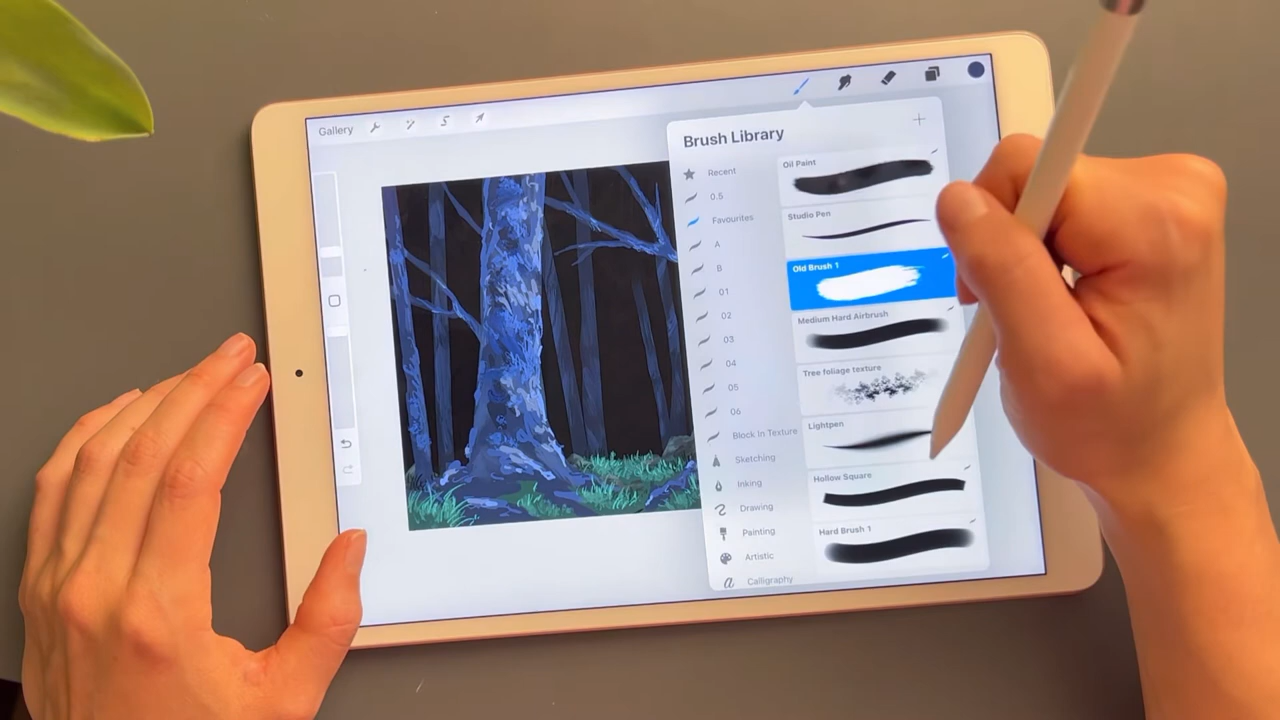 Gallery
Brush Library
Recent
0.5
Favourites
A
B
01
02
03
04
05
06
Block In Texture
Sketching
Inking
Drawing
Painting
Artistic
Calligraphy
Oil Paint
Studio Pen
Old Brush 1
Medium Hard Airbrush
Tree foliage texture
Lightpen
Hollow Square
Hard Brush 1